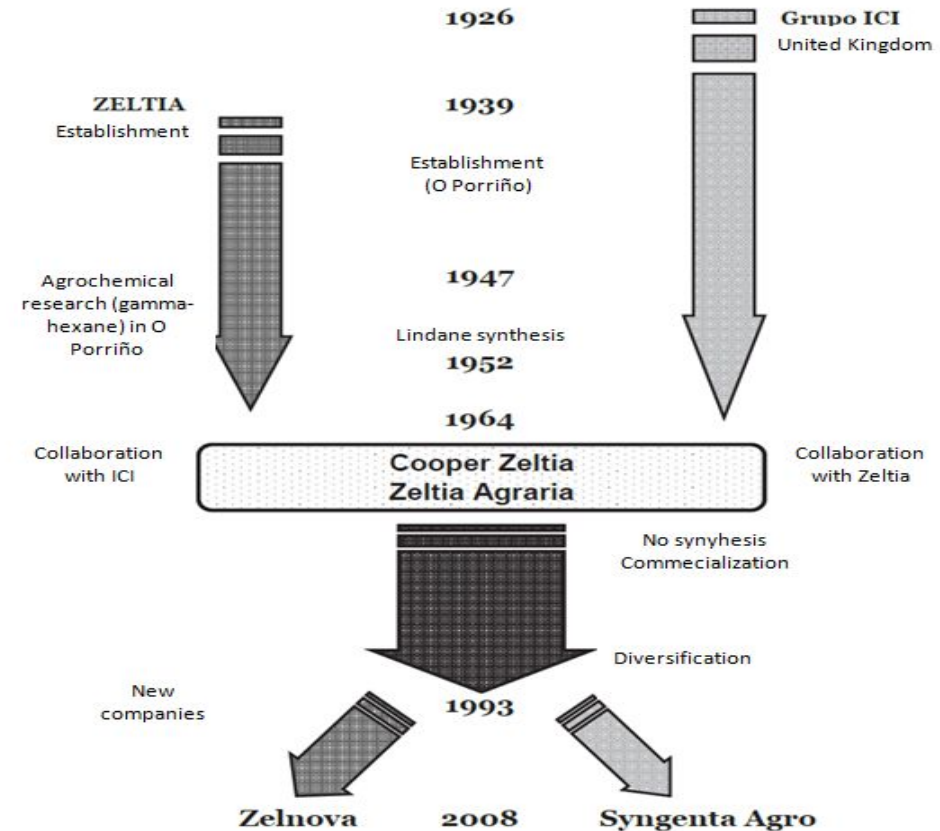 1926
Grupo ICI
United Kingdom
ZELTIA
Establishment
1939
Establishment
(O Porriño)
Agrochemical
research (gamma-
hexane) in O
Porriño
1947
Lindane synthesis
1952
1964
Collaboration
with ICI
Cooper Zeltia
Zeltia Agraria
Collaboration
with Zeltia
No synyhesis
Commecialization
Diversification
New
companies
1993
Zelnova
2008
Syngenta Agro